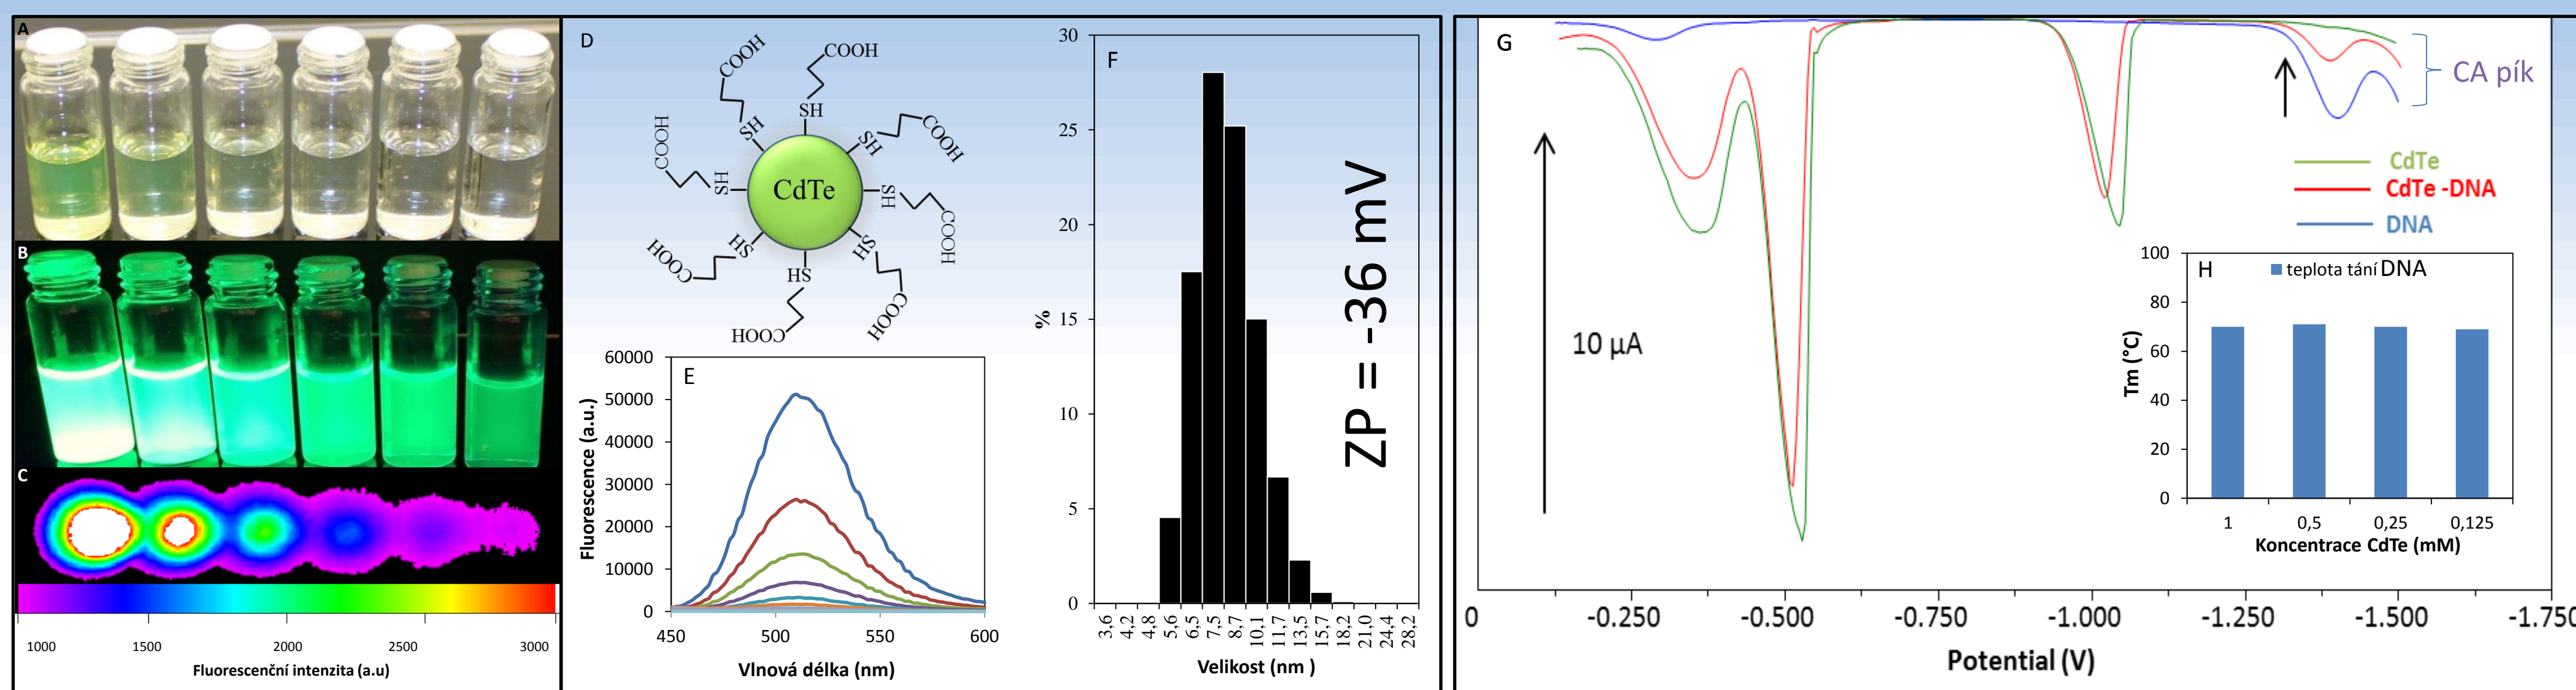 A
B
C
1000 1500 2000 2500 3000
Fluorescenční intenzita (a.u)
D
COOH
COOH
COOH
COOH
COOH
COOH
COOH
COOH
SH
SH
SH
SH
SH
SH
SH
HS
CdTe
E
Fluorescence (a.u.)
60000
50000
40000
30000
20000
10000
0
450 500 550 600
Vlnová délka (nm)
F
%
30
25
20
15
10
5
0
3,6 4,2 4,8 5,6 6,5 7,5 8,7 10,1 11,7 13,5 15,7 18,2 21,0 24,4 28,2
Velikost (nm )
ZP = -36 mV
G
CA pík
CdTe
CdTe -DNA
DNA
10 µA
0 -0.250 -0.500 -0.750 -1.000 -1.250 -1.500 -1.750
Potential (V)
H
teplota tání DNA
Tm (°C)
100
80
60
40
20
0
1 0,5 0,25 0,125
Koncentrace CdTe (mM)